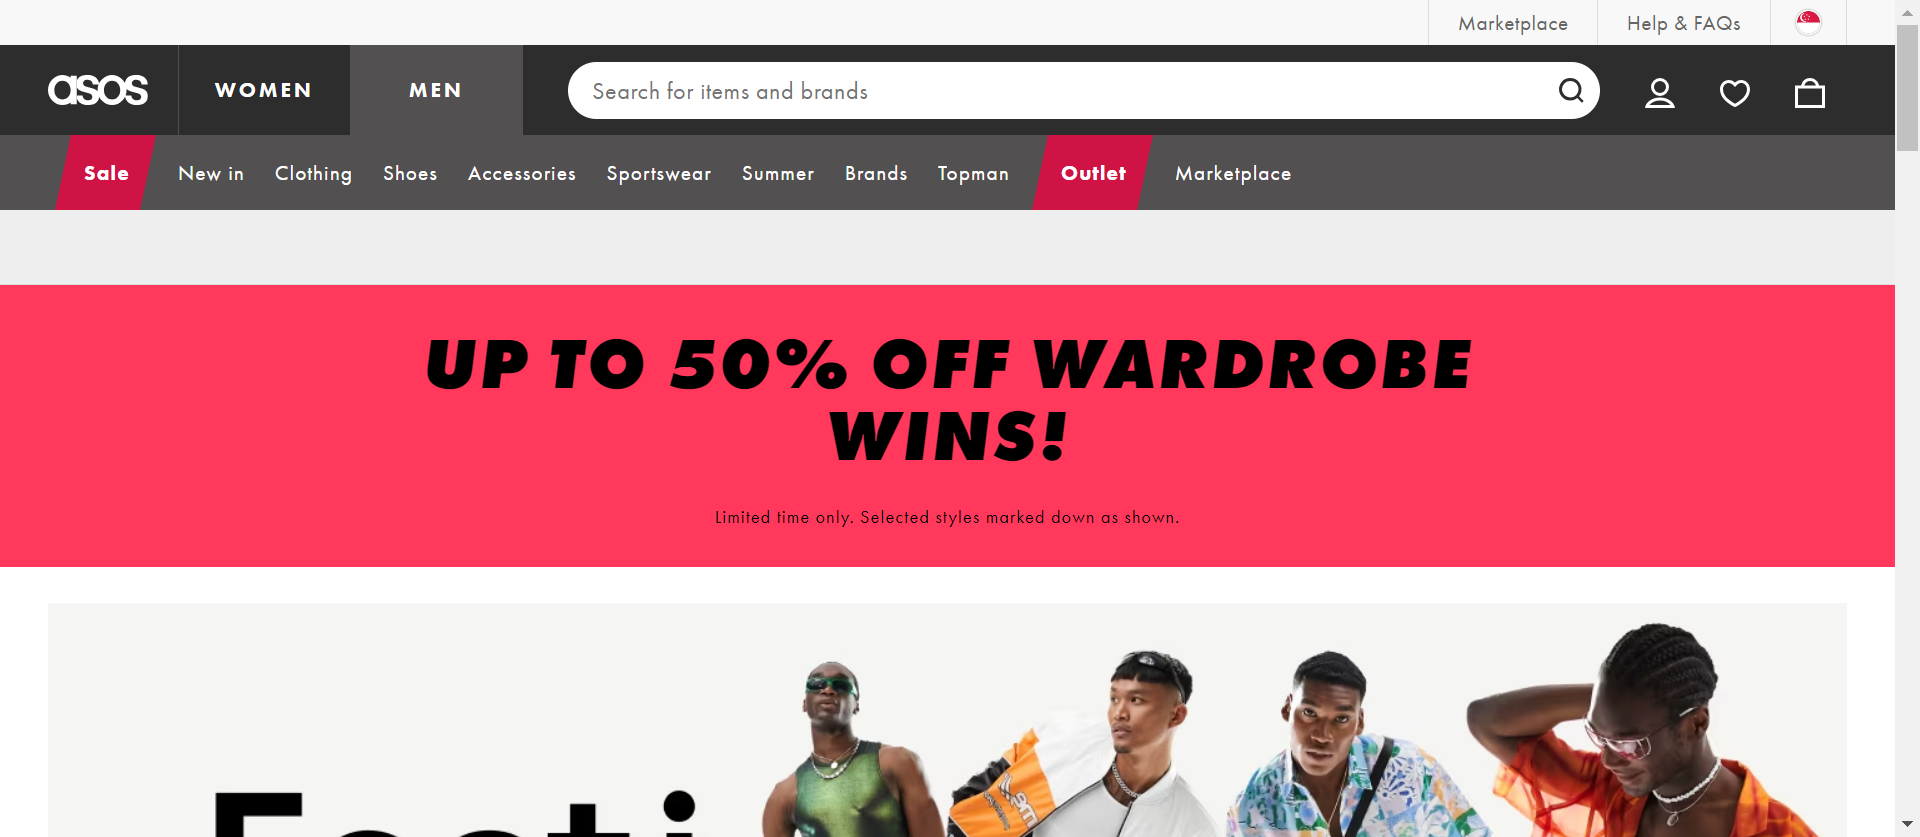 Marketplace Help & FAQs
asos WOMEN MEN Search for items and brands
Sale New in Clothing Shoes Accessories Sportswear Summer Brands Topman Outlet Marketplace
UP TO 50% OFF WARDROBE
WINS!
Limited time only. Selected styles marked down as shown.